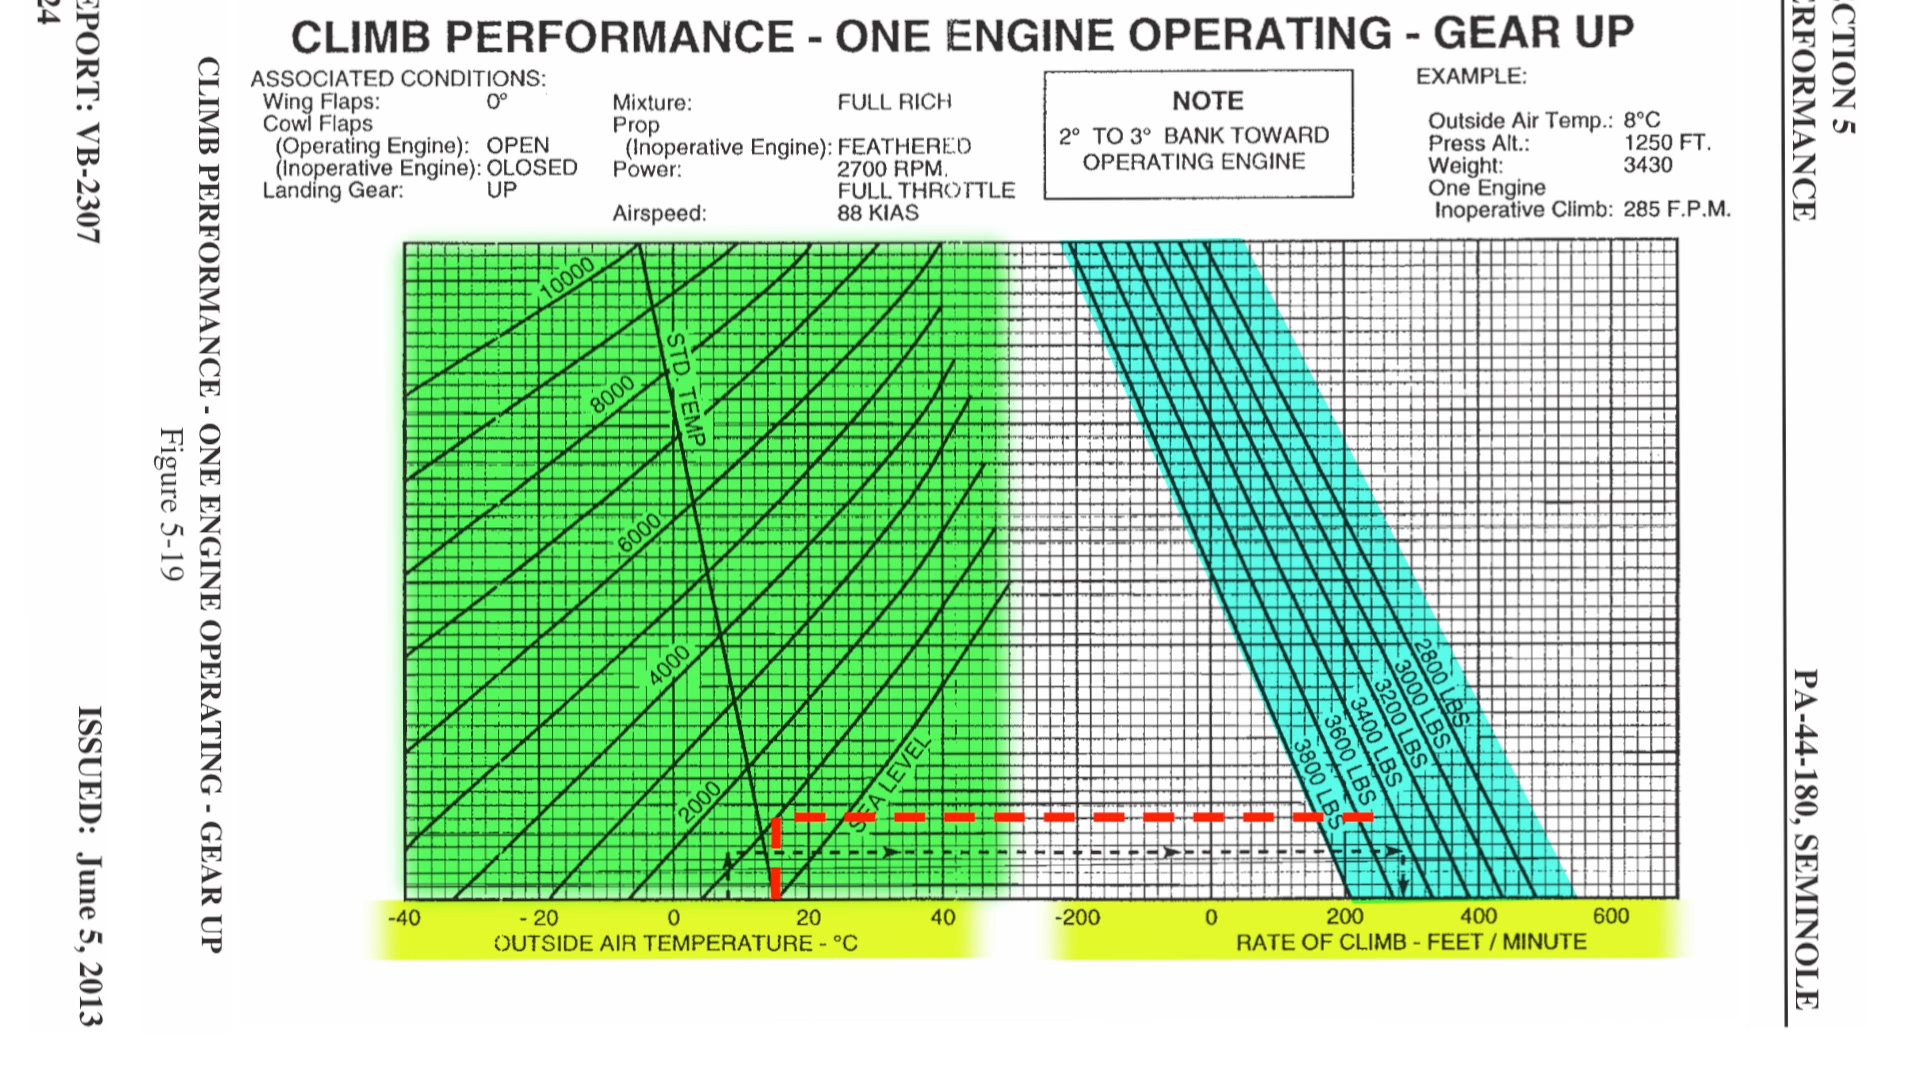 CLIMB PERFORMANCE - ONE ENGINE OPERATING - GEAR UP
ASSOCIATED CONDITIONS:
Wing Flaps: 0°
Cowl Flaps
(Operating Engine): OPEN
(Inoperative Engine): OLOSED
Landing Gear: UP
Mixture: FULL RICH
Prop
(Inoperative Engine): FEATHERED
Power: 2700 RPM.
FULL THROTTLE
Airspeed: 88 KIAS
NOTE
2° TO 3° BANK TOWARD
OPERATING ENGINE
EXAMPLE:
Outside Air Temp.: 8°C
Press Alt.: 1250 FT.
Weight: 3430
One Engine
Inoperative Climb: 285 F.P.M.
10000
8000
6000
4000
2000
SEA LEVEL
STD. TEMP.
2800 LBS
3000 LBS
3200 LBS
3400 LBS
3600 LBS
3800 LBS
-40 -20 0 20 40
OUTSIDE AIR TEMPERATURE - °C
-200 0 200 400 600
RATE OF CLIMB - FEET / MINUTE
CLIMB PERFORMANCE - ONE ENGINE OPERATING - GEAR UP
Figure 5-19
EPORT: VB-2307
24
ISSUED: June 5, 2013
CTION 5
ERFORMANCE
PA-44-180, SEMINOLE